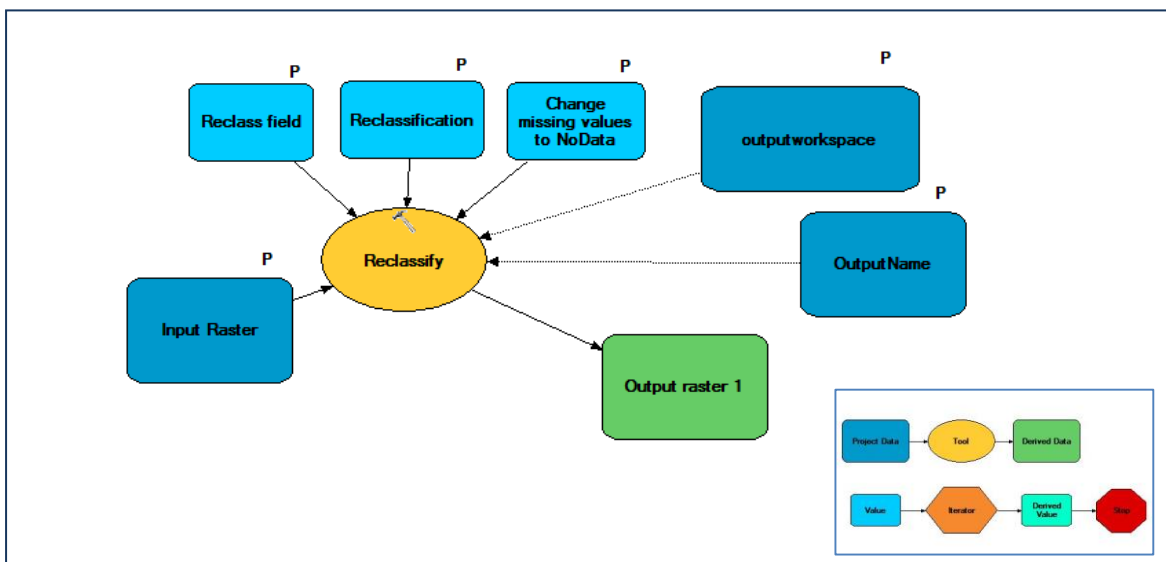 P
P
P
P
Reclass field
Reclassification
Change
missing values
to NoData
outputworkspace
P
Reclassify
OutputName
P
Input Raster
Output raster 1
Project Data
Tool
Derived Data
Value
Iterator
Derived
Value
Stop